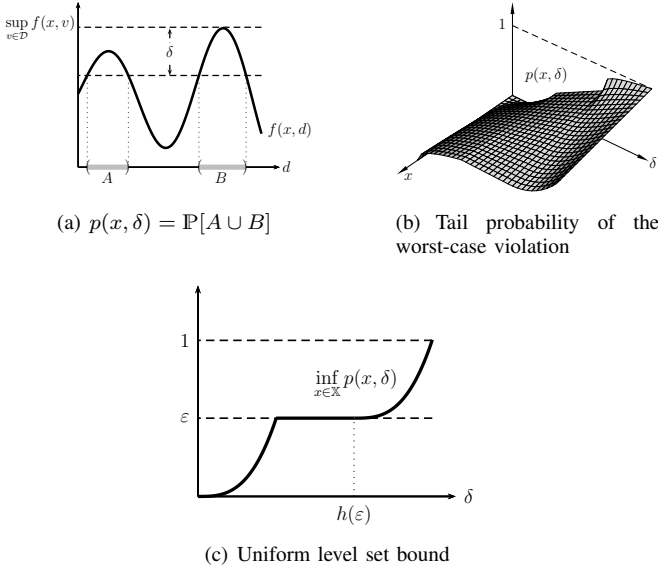 sup f(x, v)
v∈𝒟
δ
f(x, d)
A
B
d
(a) p(x, δ) = ℙ[A ∪ B]
1
p(x, δ)
x
δ
(b) Tail probability of the
worst-case violation
1
inf p(x, δ)
x∈𝕏
ε
h(ε)
δ
(c) Uniform level set bound